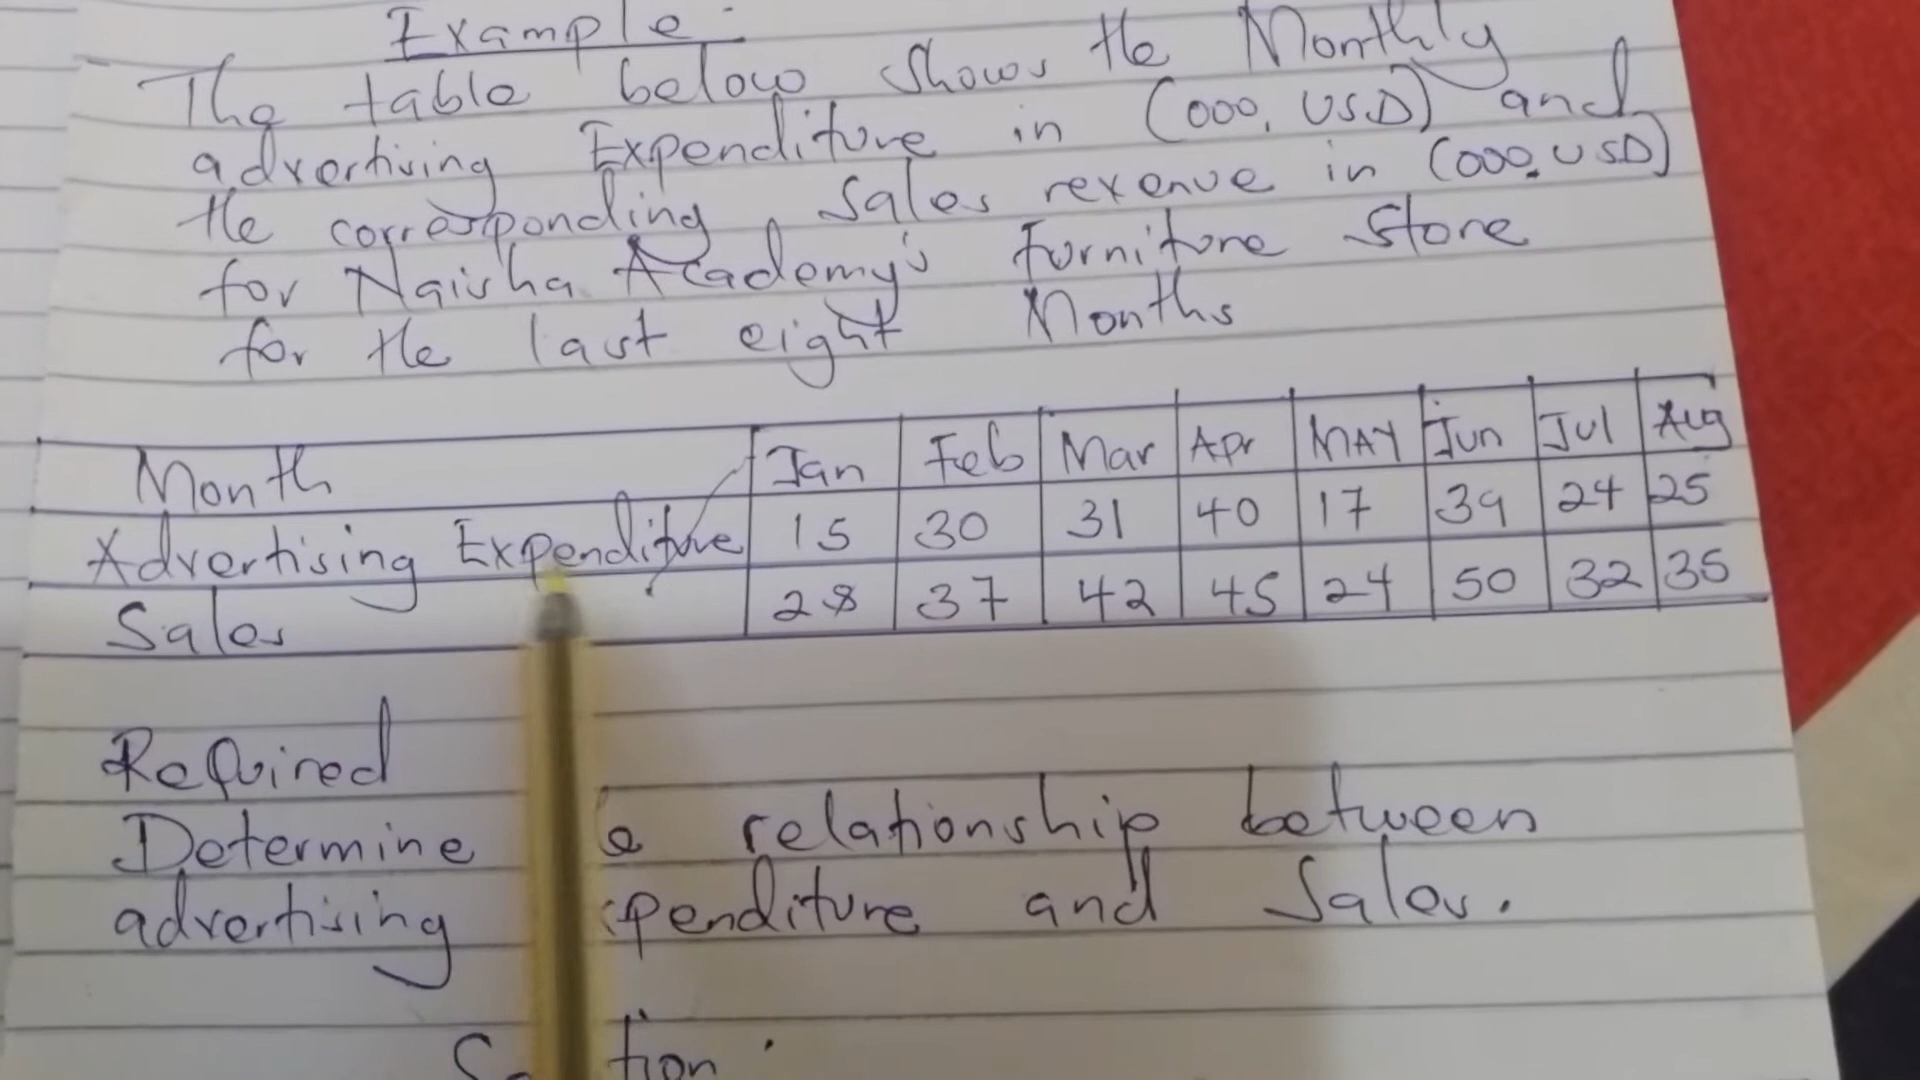 Example:
The table below shows the Monthly
advertising Expenditure in (000, USD) and
the corresponding Sales revenue in (000, USD)
for Naisha Academy's Furniture Store
for the last eight Months
Month Jan Feb Mar Apr MAY Jun Jul Aug
Advertising Expenditure 15 30 31 40 17 39 24 25
Sales 28 37 42 45 24 50 32 35
Required
Determine relationship between
advertising penditure and Sales.